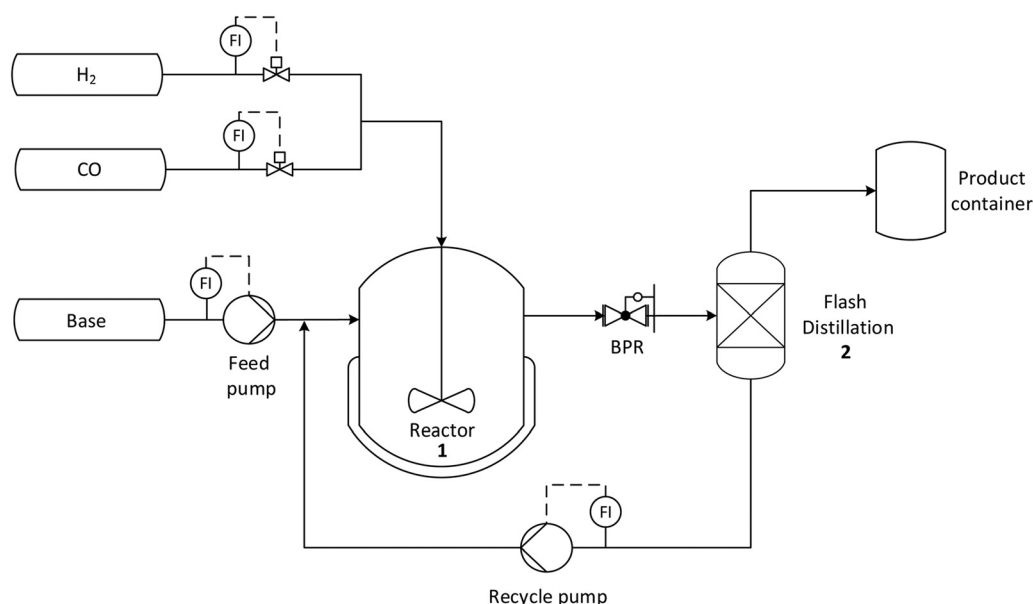 FI
H₂
FI
CO
Product
container
FI
Base
Feed
pump
BPR
Flash
Distillation
2
Reactor
1
FI
Recycle pump